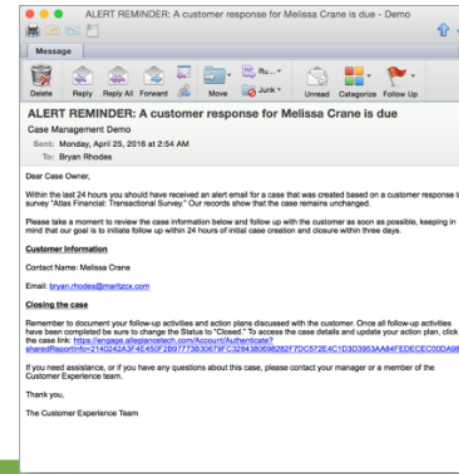 ALERT REMINDER: A customer response for Melissa Crane is due - Demo
Message
Delete Reply Reply All Forward Move Ru... Junk Unread Categorize Follow Up
ALERT REMINDER: A customer response for Melissa Crane is due
Case Management Demo
Sent: Monday, April 25, 2016 at 2:54 AM
To: Bryan Rhodes
Dear Case Owner,
Within the last 24 hours you should have received an alert email for a case that was created based on a customer response to
survey "Atlas Financial: Transactional Survey." Our records show that the case remains unchanged.
Please take a moment to review the case information below and follow up with the customer as soon as possible, keeping in
mind that our goal is to initiate follow up within 24 hours of initial case creation and closure within three days.
Customer Information
Contact Name: Melissa Crane
Email: bryan.rhodes@maritzcx.com
Closing the case
Remember to document your follow-up activities and action plans discussed with the customer. Once all follow-up activities
have been completed be sure to change the Status to "Closed." To access the case details and update your action plan, click
the case link: https://engage.allegiancetech.com/Account/Authenticate?
If you need assistance, or if you have any questions about this case, please contact your manager or a member of the
Customer Experience team.
Thank you,
The Customer Experience Team